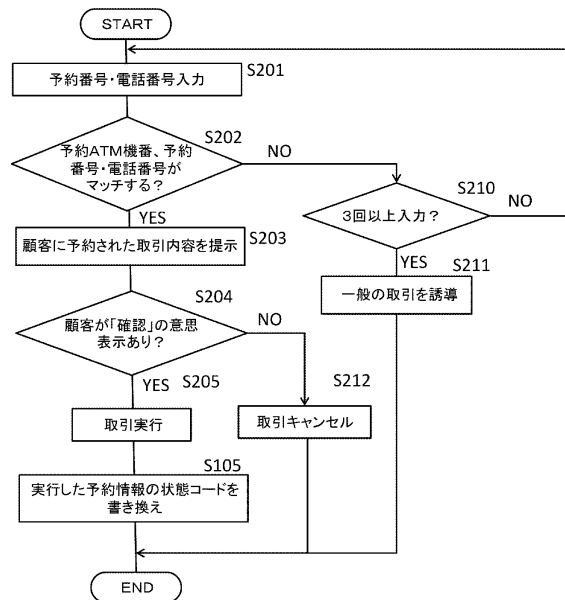 START
予約番号・電話番号入力
S201
予約ATM機番、予約
番号・電話番号が
マッチする？
S202
NO
YES
3回以上入力？
S210
NO
YES
顧客に予約された取引内容を提示
S203
一般の取引を誘導
S211
顧客が「確認」の意思
表示あり？
S204
NO
YES
取引実行
S205
取引キャンセル
S212
実行した予約情報の状態コードを
書き換え
S105
END